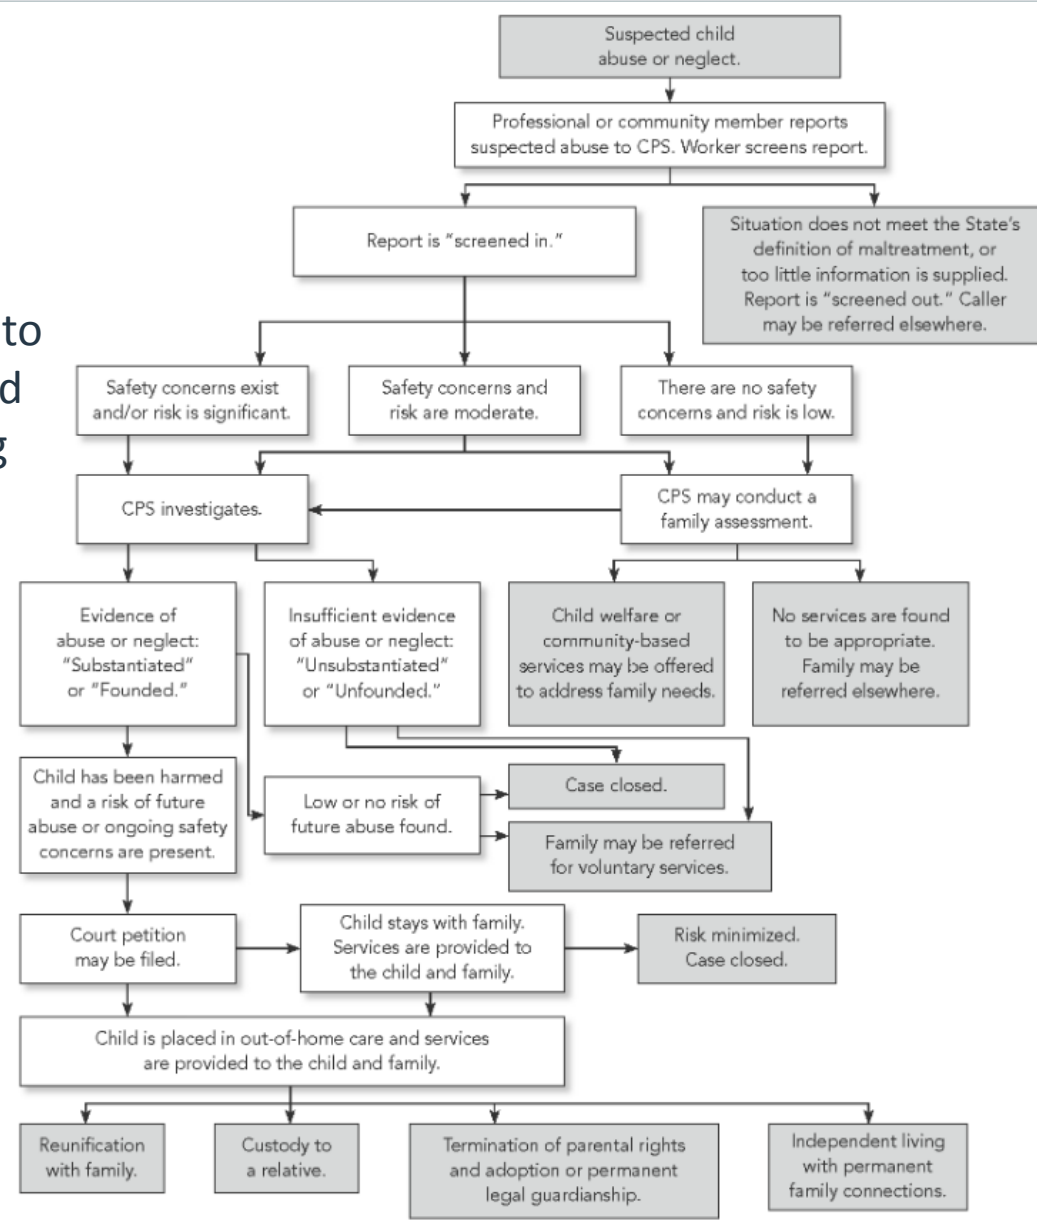 Suspected child
abuse or neglect.
Professional or community member reports
suspected abuse to CPS. Worker screens report.
Report is “screened in.”
Situation does not meet the State’s
definition of maltreatment, or
too little information is supplied.
Report is “screened out.” Caller
may be referred elsewhere.
to
d
g
Safety concerns exist
and/or risk is significant.
Safety concerns and
risk are moderate.
There are no safety
concerns and risk is low.
CPS investigates.
CPS may conduct a
family assessment.
Evidence of
abuse or neglect:
“Substantiated”
or “Founded.”
Insufficient evidence
of abuse or neglect:
“Unsubstantiated”
or “Unfounded.”
Child welfare or
community-based
services may be offered
to address family needs.
No services are found
to be appropriate.
Family may be
referred elsewhere.
Child has been harmed
and a risk of future
abuse or ongoing safety
concerns are present.
Low or no risk of
future abuse found.
Case closed.
Family may be referred
for voluntary services.
Court petition
may be filed.
Child stays with family.
Services are provided to
the child and family.
Risk minimized.
Case closed.
Child is placed in out-of-home care and services
are provided to the child and family.
Reunification
with family.
Custody to
a relative.
Termination of parental rights
and adoption or permanent
legal guardianship.
Independent living
with permanent
family connections.